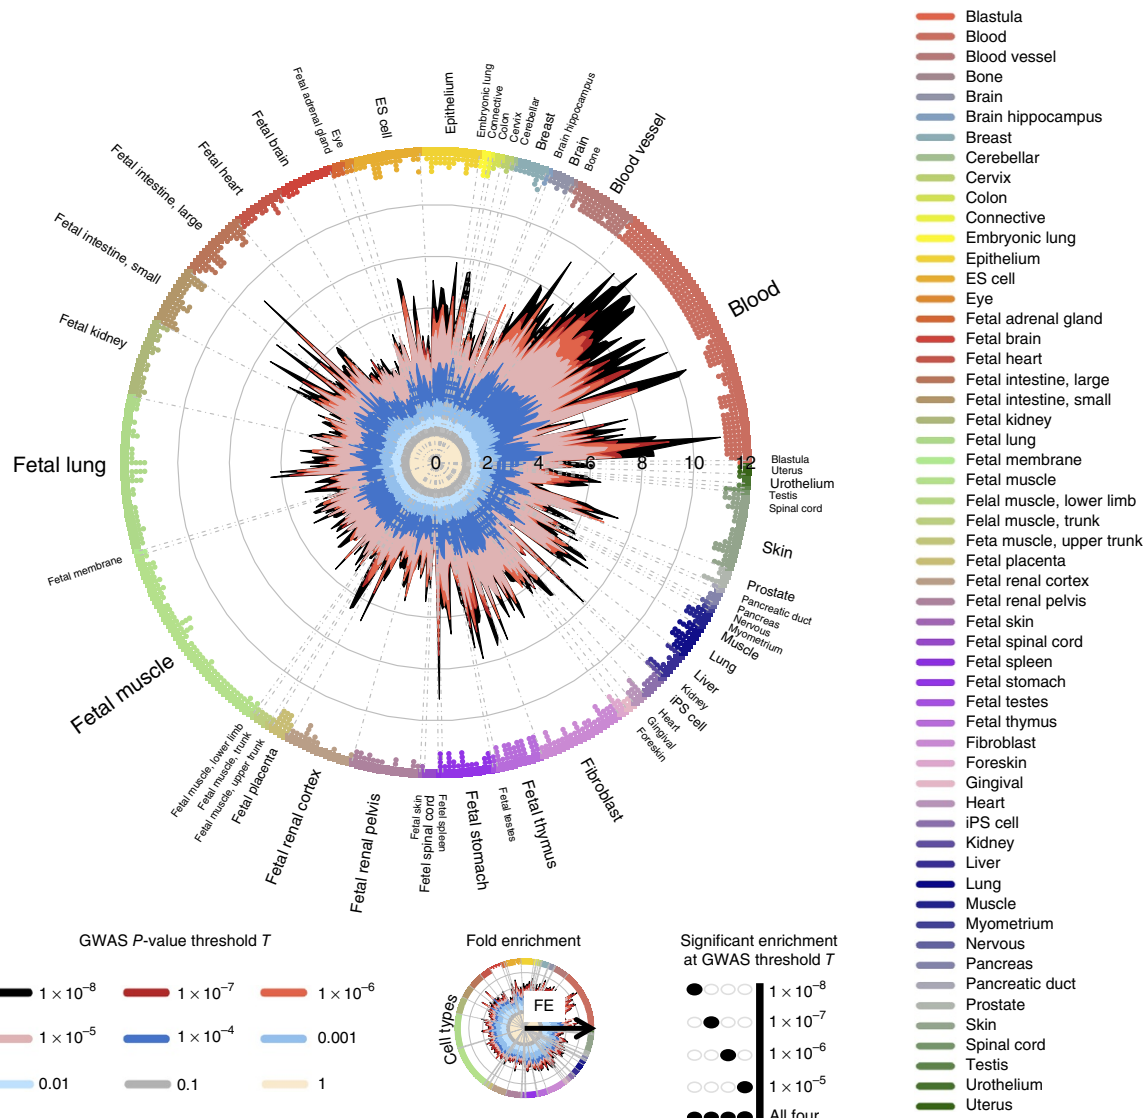 Fetal adrenal gland
Eye
ES cell
Epithelium
Embryonic lung
Connective
Colon
Cervix
Cerebellar
Breast
Brain hippocampus
Brain
Bone
Blood vessel
Blood
Fetal brain
Fetal heart
Fetal intestine, large
Fetal intestine, small
Fetal kidney
Fetal lung
Fetal membrane
Fetal muscle
Fetal muscle, lower limb
Fetal muscle, trunk
Fetal muscle, upper trunk
Fetal placenta
Fetal renal cortex
Fetal renal pelvis
Fetal skin
Fetel spinal cord
Fetel spleen
Fetal stomach
Fetal testes
Fetal thymus
Fibroblast
Foreskin
Gingival
Heart
iPS cell
Kidney
Liver
Lung
Muscle
Myometrium
Nervous
Pancreas
Pancreatic duct
Prostate
Skin
Spinal cord
Testis
Urothelium
Uterus
Blastula
0 2 4 6 8 10 12
GWAS P-value threshold T
1 × 10–8 1 × 10–7 1 × 10–6
1 × 10–5 1 × 10–4 0.001
0.01 0.1 1
Fold enrichment
FE
Cell types
Significant enrichment
at GWAS threshold T
1 × 10–8
1 × 10–7
1 × 10–6
1 × 10–5
All four
Blastula
Blood
Blood vessel
Bone
Brain
Brain hippocampus
Breast
Cerebellar
Cervix
Colon
Connective
Embryonic lung
Epithelium
ES cell
Eye
Fetal adrenal gland
Fetal brain
Fetal heart
Fetal intestine, large
Fetal intestine, small
Fetal kidney
Fetal lung
Fetal membrane
Fetal muscle
Felal muscle, lower limb
Felal muscle, trunk
Feta muscle, upper trunk
Fetal placenta
Fetal renal cortex
Fetal renal pelvis
Fetal skin
Fetal spinal cord
Fetal spleen
Fetal stomach
Fetal testes
Fetal thymus
Fibroblast
Foreskin
Gingival
Heart
iPS cell
Kidney
Liver
Lung
Muscle
Myometrium
Nervous
Pancreas
Pancreatic duct
Prostate
Skin
Spinal cord
Testis
Urothelium
Uterus